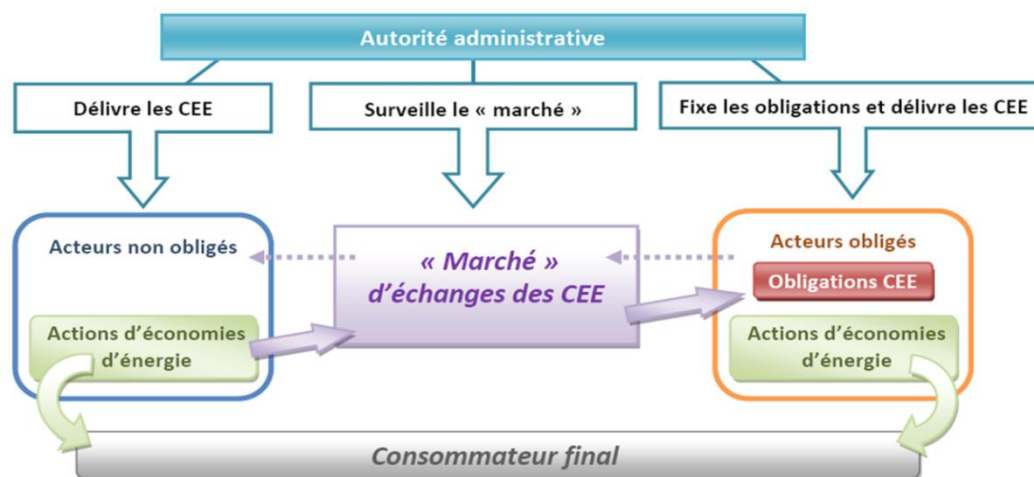 Autorité administrative
Délivre les CEE
Surveille le « marché »
Fixe les obligations et délivre les CEE
Acteurs non obligés
« Marché »
d’échanges des CEE
Acteurs obligés
Obligations CEE
Actions d’économies
d’énergie
Actions d’économies
d’énergie
Consommateur final